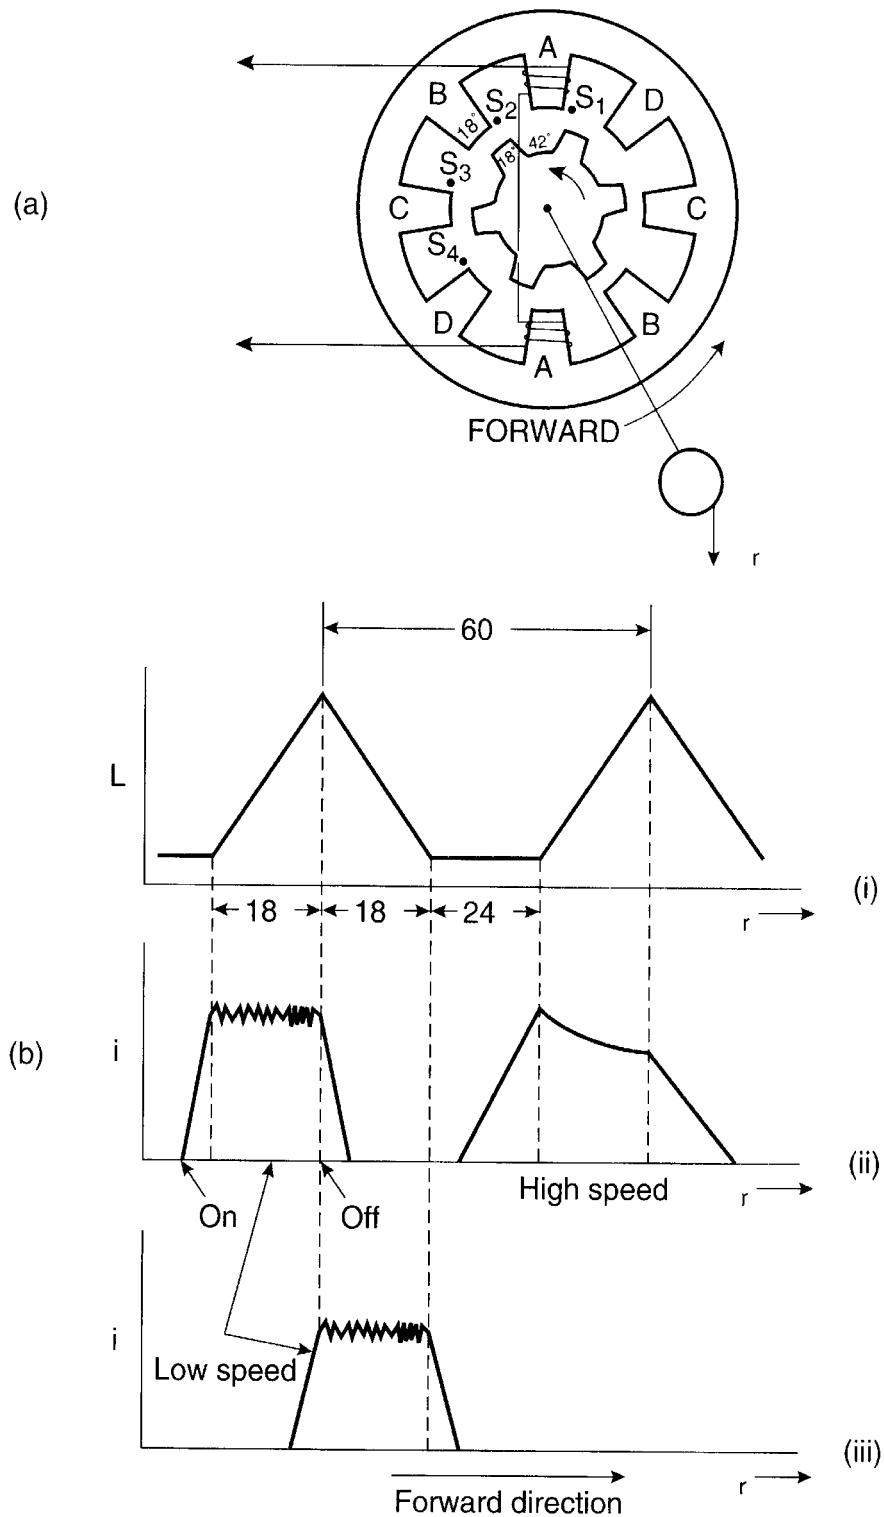 (a)
A
B
D
S2
S1
18°
18°
42°
S3
C
C
S4
D
B
A
FORWARD
r
60
L
(i)
18
18
24
r
(b)
i
(ii)
High speed
r
On
Off
i
Low speed
(iii)
r
Forward direction